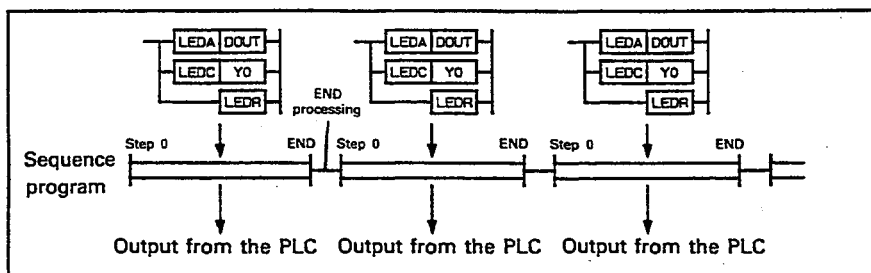 LEDA DOUT LEDA DOUT LEDA DOUT
LEDC Y0 LEDC Y0 LEDC Y0
LEDR LEDR LEDR
END
processing
Step 0 END Step 0 END Step 0 END
Sequence
program
Output from the PLC Output from the PLC Output from the PLC